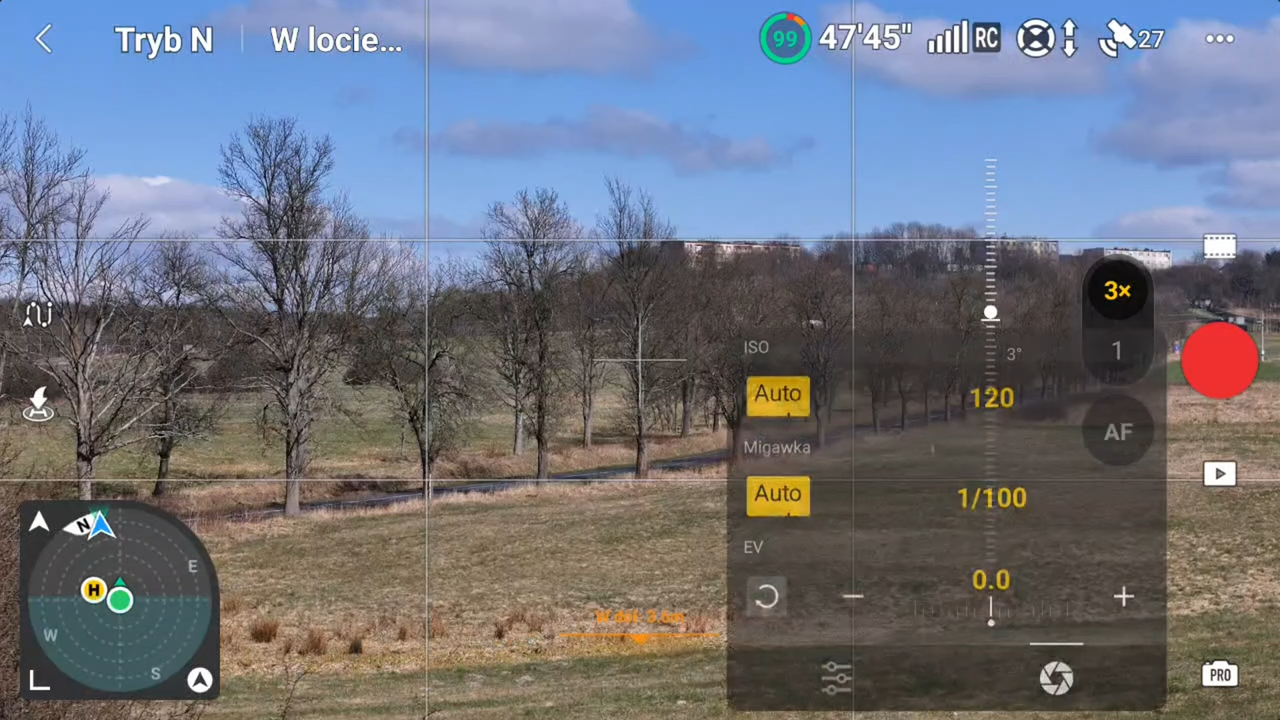 Tryb N
W locie...
99
47'45"
RC
27
3×
1
3°
ISO
Auto
120
AF
Migawka
Auto
1/100
EV
0.0
N
E
H
W
S
PRO